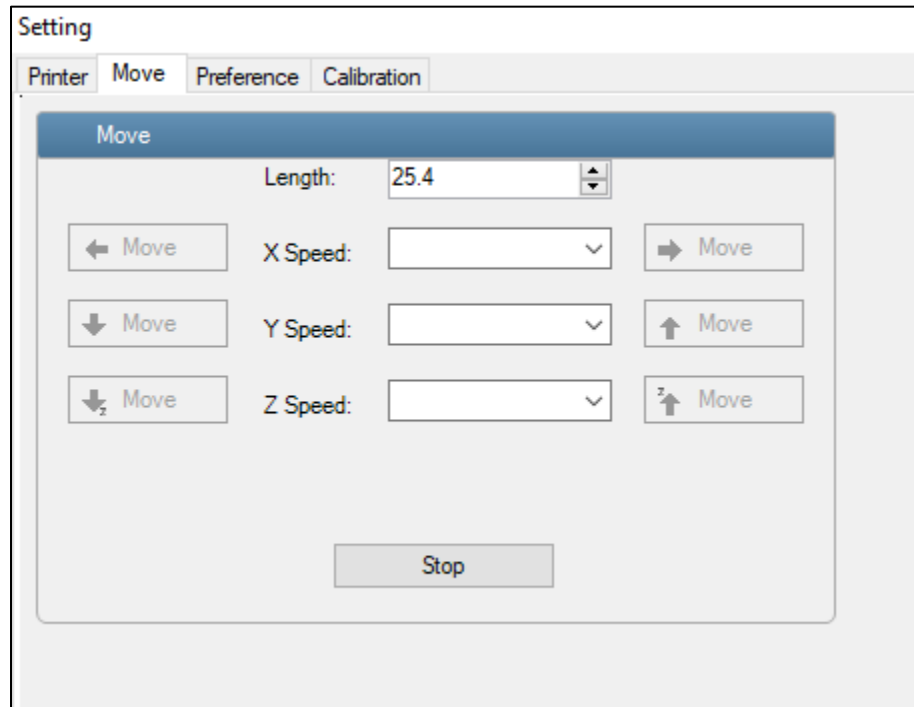 Setting
Printer Move Preference Calibration
Move
Length: 25.4
Move X Speed: Move
Move Y Speed: Move
z Move Z Speed: z Move
Stop